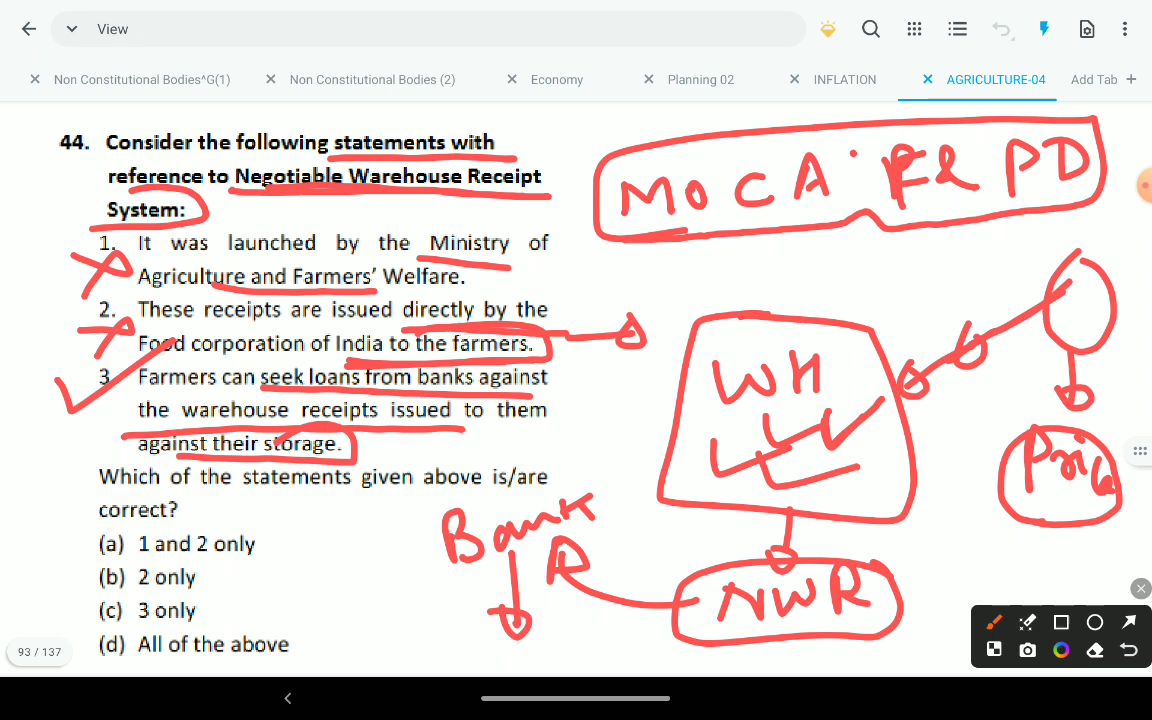 View
Non Constitutional Bodies^G(1)
Non Constitutional Bodies (2)
Economy
Planning 02
INFLATION
AGRICULTURE-04
Add Tab
44. Consider the following statements with
reference to Negotiable Warehouse Receipt
System:
1. It was launched by the Ministry of
Agriculture and Farmers' Welfare.
2. These receipts are issued directly by the
Food corporation of India to the farmers.
3. Farmers can seek loans from banks against
the warehouse receipts issued to them
against their storage.
Which of the statements given above is/are
correct?
(a) 1 and 2 only
(b) 2 only
(c) 3 only
(d) All of the above
MOCA F& PD
WH
Bank
NWR
93 / 137